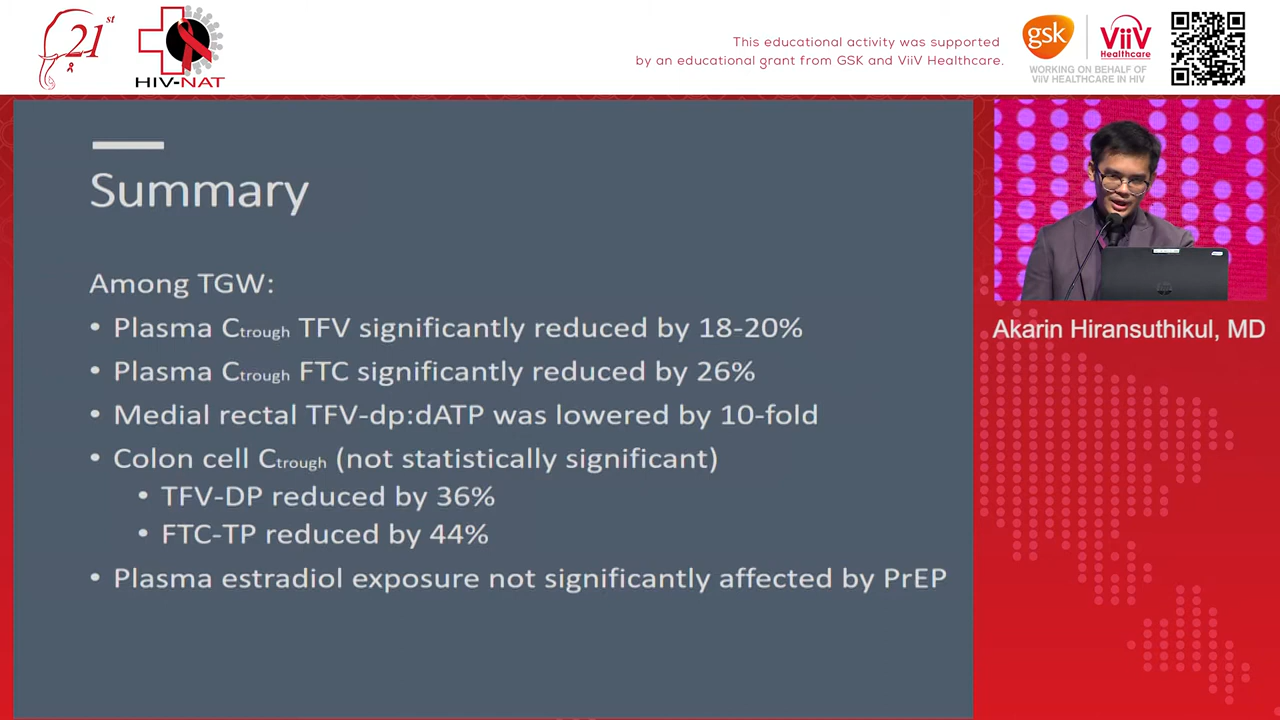 21st
HIV-NAT
This educational activity was supported
by an educational grant from GSK and ViiV Healthcare.
gsk
ViiV
Healthcare
WORKING ON BEHALF OF
VIIV HEALTHCARE IN HIV
Summary
Among TGW:
• Plasma Ctrough TFV significantly reduced by 18-20%
• Plasma Ctrough FTC significantly reduced by 26%
• Medial rectal TFV-dp:dATP was lowered by 10-fold
• Colon cell Ctrough (not statistically significant)
• TFV-DP reduced by 36%
• FTC-TP reduced by 44%
• Plasma estradiol exposure not significantly affected by PrEP
Akarin Hiransuthikul, MD